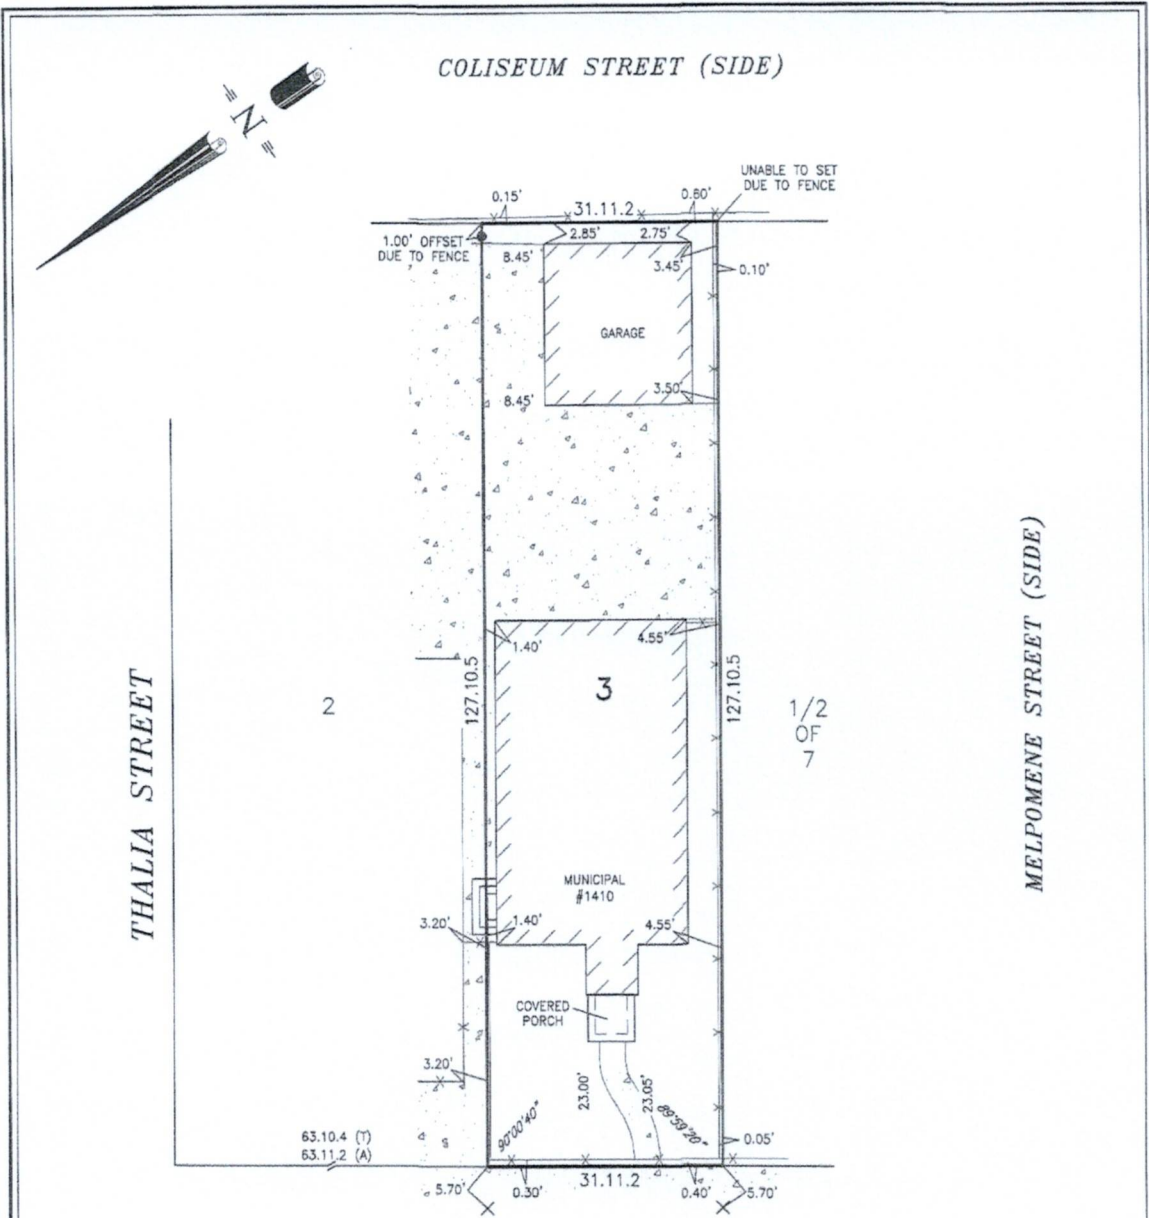 COLISEUM STREET (SIDE)
N
UNABLE TO SET
DUE TO FENCE
0.15'
31.11.2
0.60'
1.00' OFFSET
DUE TO FENCE
2.85'
2.75'
8.45'
3.45'
0.10'
GARAGE
3.50'
8.45'
THALIA STREET
MELPOMENE STREET (SIDE)
1.40'
4.55'
127.10.5
3
127.10.5
2
1/2
OF
7
MUNICIPAL
#1410
3.20'
1.40'
4.55'
COVERED
PORCH
3.20'
23.00'
23.05'
90°00'40"
89°59'20"
0.05'
63.10.4 (T)
63.11.2 (A)
31.11.2
5.70'
0.30'
0.40'
5.70'